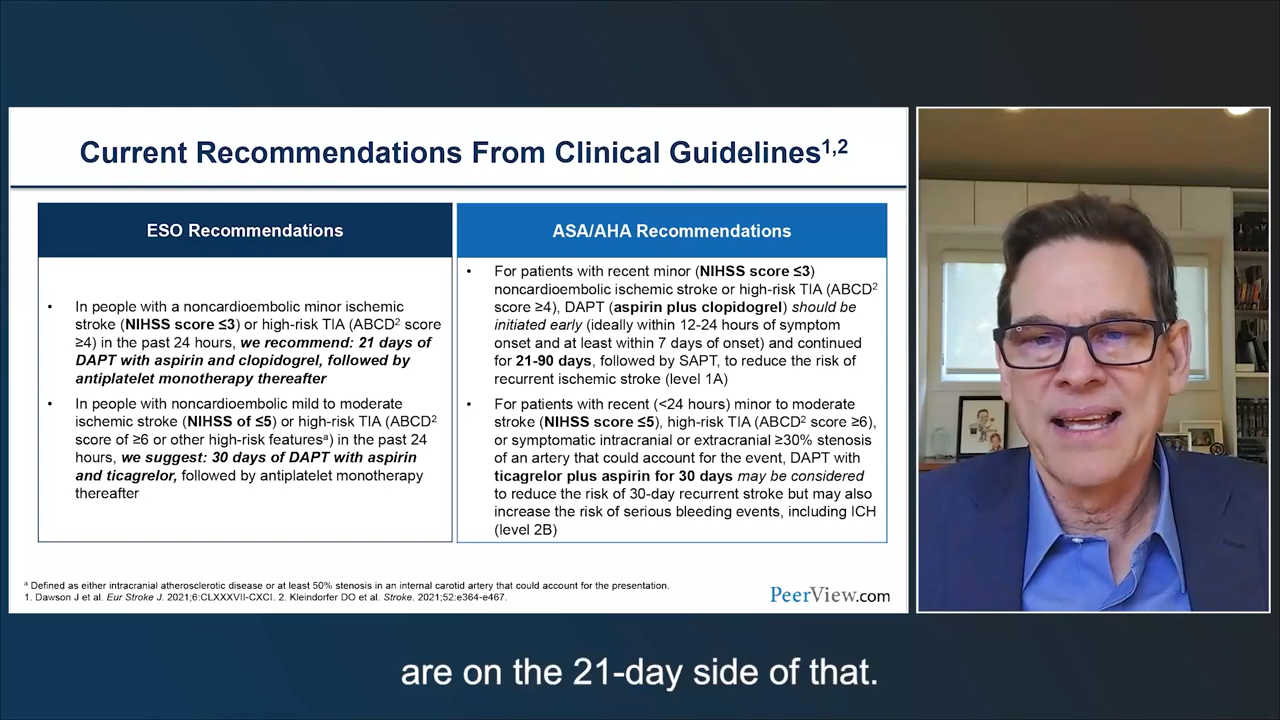 Current Recommendations From Clinical Guidelines1,2
ESO Recommendations
• In people with a noncardioembolic minor ischemic
stroke (NIHSS score ≤3) or high-risk TIA (ABCD2 score
≥4) in the past 24 hours, we recommend: 21 days of
DAPT with aspirin and clopidogrel, followed by
antiplatelet monotherapy thereafter
• In people with noncardioembolic mild to moderate
ischemic stroke (NIHSS of ≤5) or high-risk TIA (ABCD2
score of ≥6 or other high-risk featuresa) in the past 24
hours, we suggest: 30 days of DAPT with aspirin
and ticagrelor, followed by antiplatelet monotherapy
thereafter
ASA/AHA Recommendations
• For patients with recent minor (NIHSS score ≤3)
noncardioembolic ischemic stroke or high-risk TIA (ABCD2
score ≥4), DAPT (aspirin plus clopidogrel) should be
initiated early (ideally within 12-24 hours of symptom
onset and at least within 7 days of onset) and continued
for 21-90 days, followed by SAPT, to reduce the risk of
recurrent ischemic stroke (level 1A)
• For patients with recent (<24 hours) minor to moderate
stroke (NIHSS score ≤5), high-risk TIA (ABCD2 score ≥6),
or symptomatic intracranial or extracranial ≥30% stenosis
of an artery that could account for the event, DAPT with
ticagrelor plus aspirin for 30 days may be considered
to reduce the risk of 30-day recurrent stroke but may also
increase the risk of serious bleeding events, including ICH
(level 2B)
a Defined as either intracranial atherosclerotic disease or at least 50% stenosis in an internal carotid artery that could account for the presentation.
1. Dawson J et al. Eur Stroke J. 2021;6:CLXXXVII-CXCI. 2. Kleindorfer DO et al. Stroke. 2021;52:e364-e467.
PeerView.com
are on the 21-day side of that.